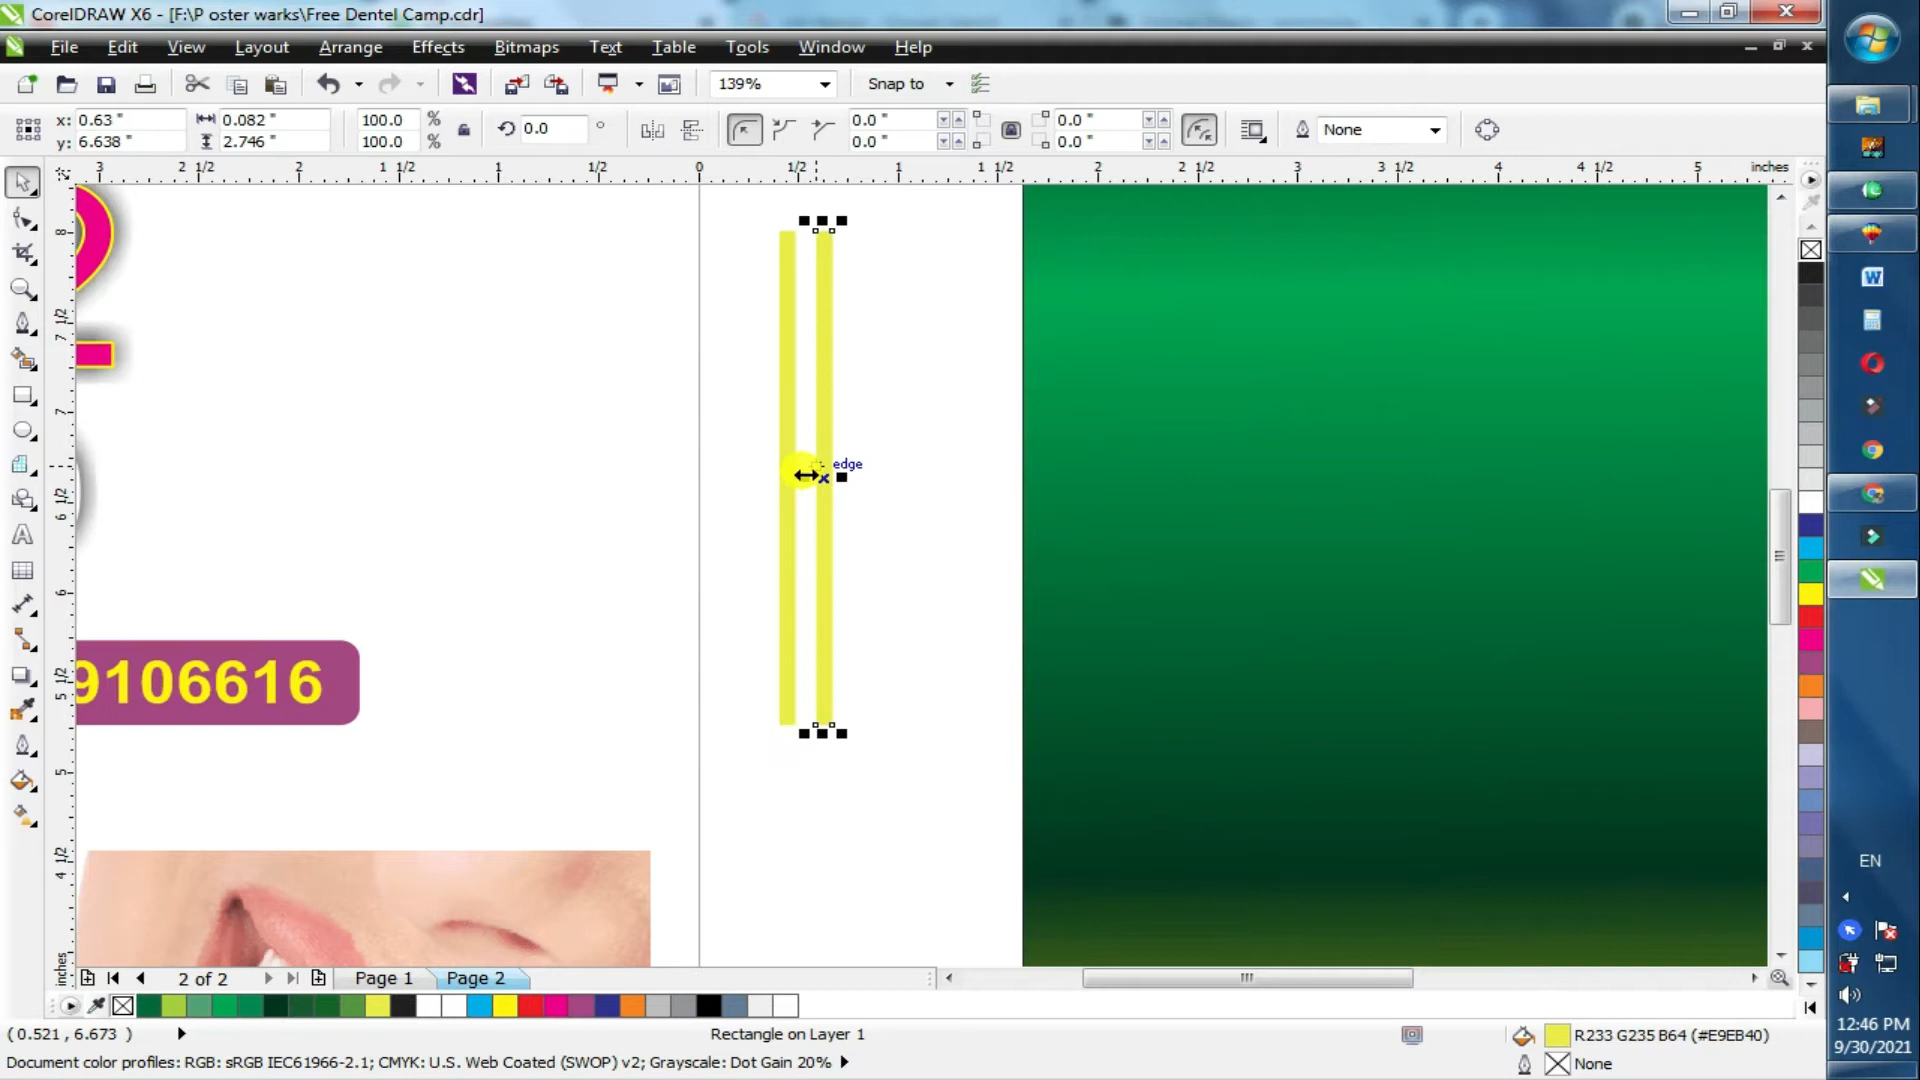 CorelDRAW X6 - [F:\P oster warks\Free Dentel Camp.cdr]
File Edit View Layout Arrange Effects Bitmaps Text Table Tools Window Help
139% Snap to
x: 0.63 " 0.082 " 100.0 % 0.0 ° 0.0 " 0.0 " None
y: 6.638 " 2.746 " 100.0 % 0.0 " 0.0 "
3 2 1/2 2 1 1/2 1 1/2 0 1/2 1 1 1/2 2 2 1/2 3 3 1/2 4 4 1/2 5 inches
8
7 1/2
7
6 1/2
6
5 1/2
5
4 1/2
inches
edge
9106616
2 of 2 Page 1 Page 2
( 0.521 , 6.673 ) Rectangle on Layer 1 R233 G235 B64 (#E9EB40)
Document color profiles: RGB: sRGB IEC61966-2.1; CMYK: U.S. Web Coated (SWOP) v2; Grayscale: Dot Gain 20% None
W
EN
12:46 PM
9/30/2021